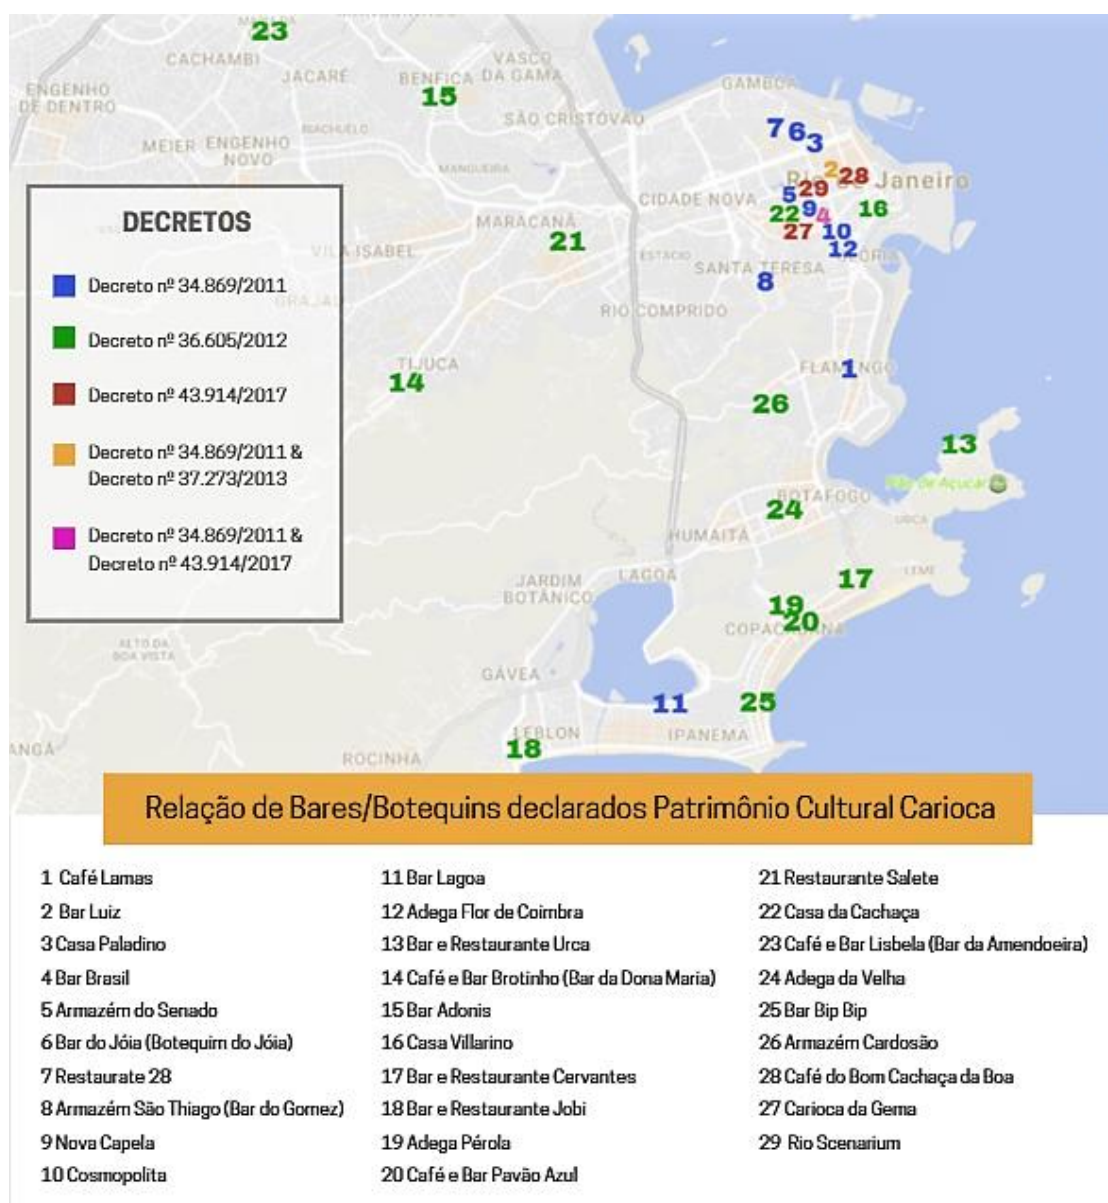 23
CACHAMBI
VASCO
DA GAMA
JACARÉ
BENFICA
GAMBOA
ENGENHO
DE DENTRO
15
SÃO CRISTÓVÃO
7 6 3
RIACHUELO
MEIER
ENGENHO
NOVO
MANGUEIRA
2 28
Rio de Janeiro
29
CIDADE NOVA
5
9
22
4
16
MARACANÃ
27
10
21
12
GLÓRIA
VILA ISABEL
ESTÁCIO
SANTA TERESA
8
GRAJAÚ
RIO COMPRIDO
DECRETOS
Decreto nº 34.869/2011
Decreto nº 36.605/2012
Decreto nº 43.914/2017
Decreto nº 34.869/2011 &
Decreto nº 37.273/2013
Decreto nº 34.869/2011 &
Decreto nº 43.914/2017
TIJUCA
14
FLAMENGO
1
26
13
Pão de Açúcar
BOTAFOGO
24
URCA
HUMAITÁ
LAGOA
JARDIM
BOTÂNICO
17
LEME
19
20
COPACABANA
ALTO DA
BOA VISTA
GÁVEA
11
25
LEBLON
18
IPANEMA
ROCINHA
ANGÁ
Relação de Bares/Botequins declarados Patrimônio Cultural Carioca
1 Café Lamas
2 Bar Luiz
3 Casa Paladino
4 Bar Brasil
5 Armazém do Senado
6 Bar do Jóia (Botequim do Jóia)
7 Restaurate 28
8 Armazém São Thiago (Bar do Gomez)
9 Nova Capela
10 Cosmopolita
11 Bar Lagoa
12 Adega Flor de Coimbra
13 Bar e Restaurante Urca
14 Café e Bar Brotinho (Bar da Dona Maria)
15 Bar Adonis
16 Casa Villarino
17 Bar e Restaurante Cervantes
18 Bar e Restaurante Jobi
19 Adega Pérola
20 Café e Bar Pavão Azul
21 Restaurante Salete
22 Casa da Cachaça
23 Café e Bar Lisbela (Bar da Amendoeira)
24 Adega da Velha
25 Bar Bip Bip
26 Armazém Cardosão
28 Café do Bom Cachaça da Boa
27 Carioca da Gema
29 Rio Scenarium